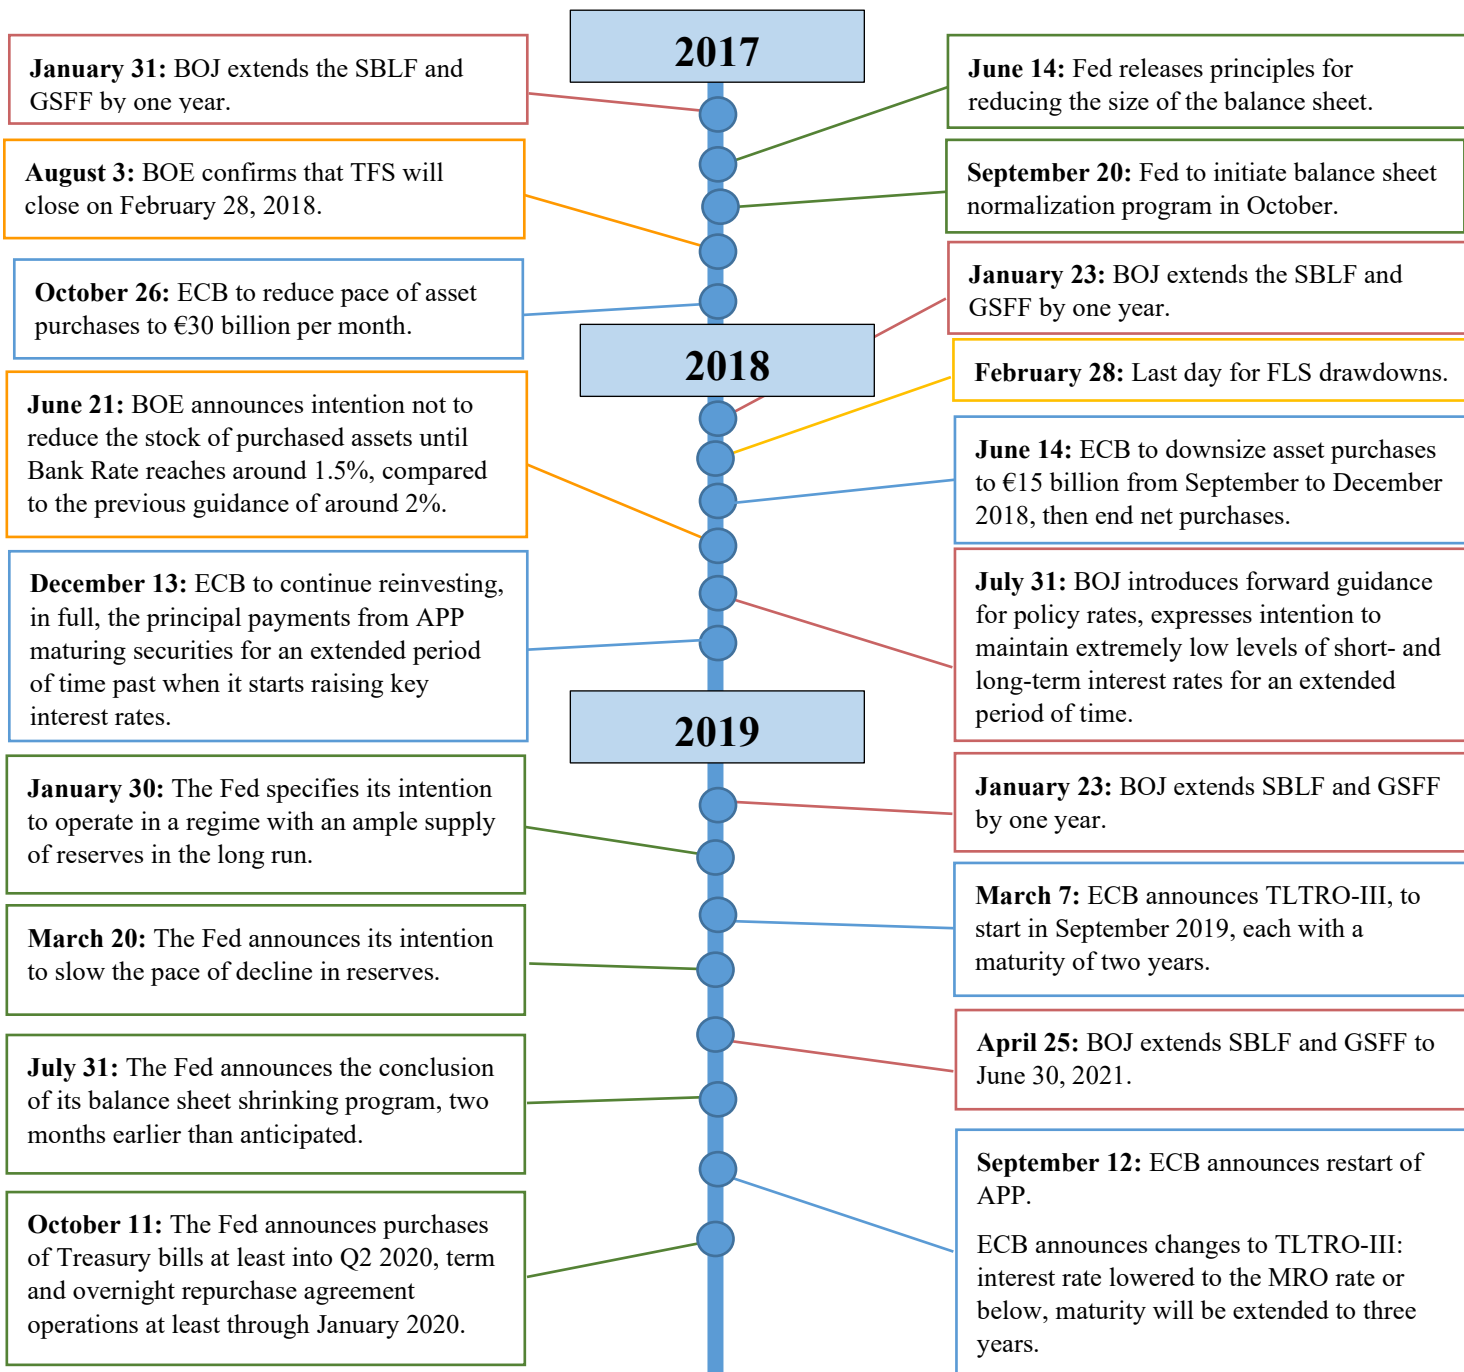 2017
January 31: BOJ extends the SBLF and
GSFF by one year.
June 14: Fed releases principles for
reducing the size of the balance sheet.
August 3: BOE confirms that TFS will
close on February 28, 2018.
September 20: Fed to initiate balance sheet
normalization program in October.
October 26: ECB to reduce pace of asset
purchases to €30 billion per month.
January 23: BOJ extends the SBLF and
GSFF by one year.
2018
February 28: Last day for FLS drawdowns.
June 21: BOE announces intention not to
reduce the stock of purchased assets until
Bank Rate reaches around 1.5%, compared
to the previous guidance of around 2%.
June 14: ECB to downsize asset purchases
to €15 billion from September to December
2018, then end net purchases.
December 13: ECB to continue reinvesting,
in full, the principal payments from APP
maturing securities for an extended period
of time past when it starts raising key
interest rates.
July 31: BOJ introduces forward guidance
for policy rates, expresses intention to
maintain extremely low levels of short- and
long-term interest rates for an extended
period of time.
2019
January 30: The Fed specifies its intention
to operate in a regime with an ample supply
of reserves in the long run.
January 23: BOJ extends SBLF and GSFF
by one year.
March 20: The Fed announces its intention
to slow the pace of decline in reserves.
March 7: ECB announces TLTRO-III, to
start in September 2019, each with a
maturity of two years.
July 31: The Fed announces the conclusion
of its balance sheet shrinking program, two
months earlier than anticipated.
April 25: BOJ extends SBLF and GSFF to
June 30, 2021.
October 11: The Fed announces purchases
of Treasury bills at least into Q2 2020, term
and overnight repurchase agreement
operations at least through January 2020.
September 12: ECB announces restart of
APP.
ECB announces changes to TLTRO-III:
interest rate lowered to the MRO rate or
below, maturity will be extended to three
years.